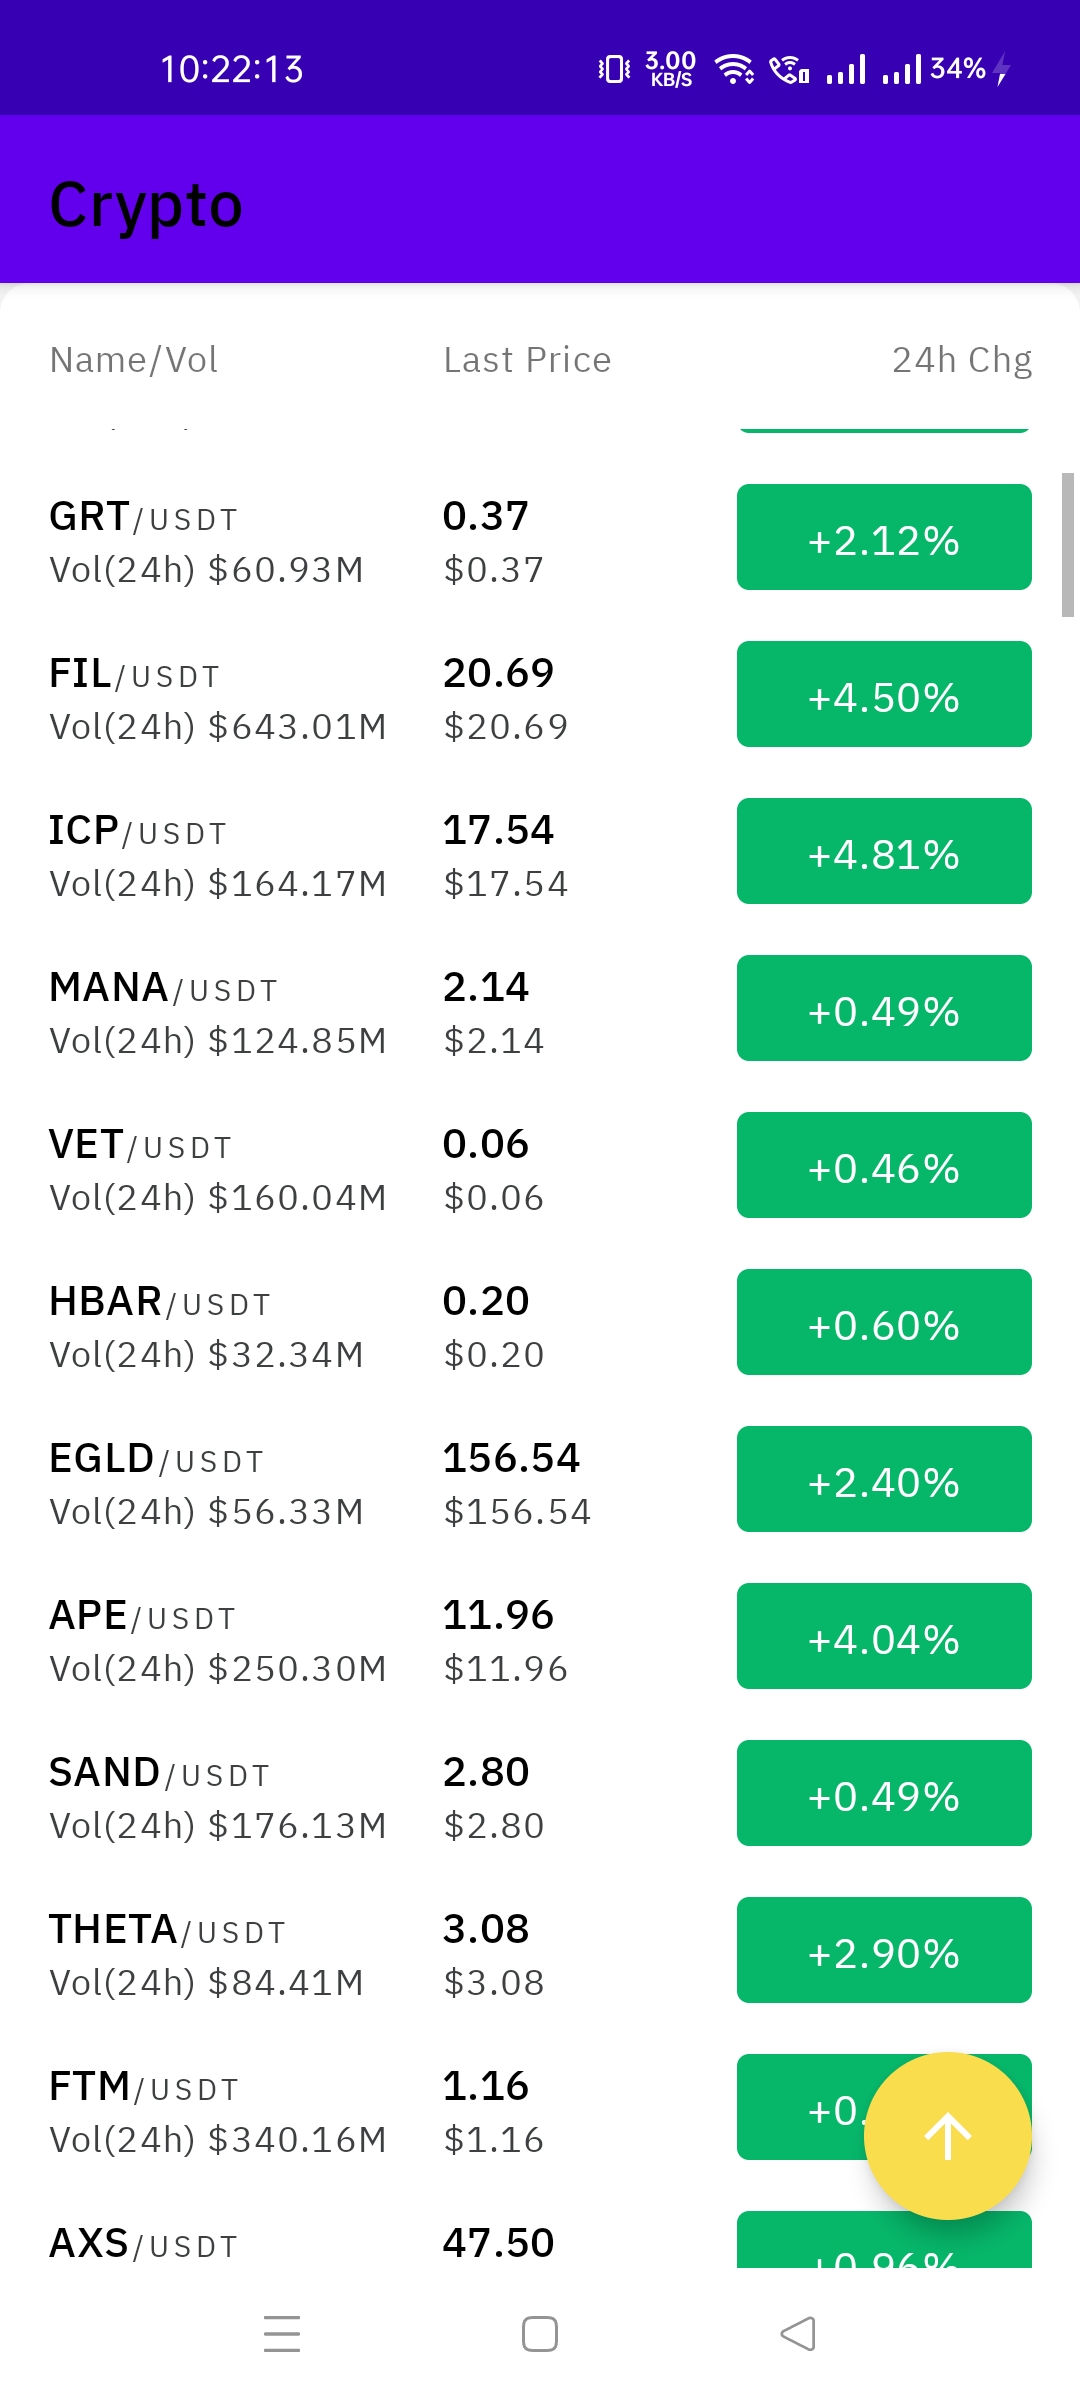 10:22:13 3.00 KB/S 34%
Crypto
Name/Vol Last Price 24h Chg
GRT/USDT 0.37 +2.12%
Vol(24h) $60.93M $0.37
FIL/USDT 20.69 +4.50%
Vol(24h) $643.01M $20.69
ICP/USDT 17.54 +4.81%
Vol(24h) $164.17M $17.54
MANA/USDT 2.14 +0.49%
Vol(24h) $124.85M $2.14
VET/USDT 0.06 +0.46%
Vol(24h) $160.04M $0.06
HBAR/USDT 0.20 +0.60%
Vol(24h) $32.34M $0.20
EGLD/USDT 156.54 +2.40%
Vol(24h) $56.33M $156.54
APE/USDT 11.96 +4.04%
Vol(24h) $250.30M $11.96
SAND/USDT 2.80 +0.49%
Vol(24h) $176.13M $2.80
THETA/USDT 3.08 +2.90%
Vol(24h) $84.41M $3.08
FTM/USDT 1.16 +0.
Vol(24h) $340.16M $1.16
AXS/USDT 47.50 +0.96%